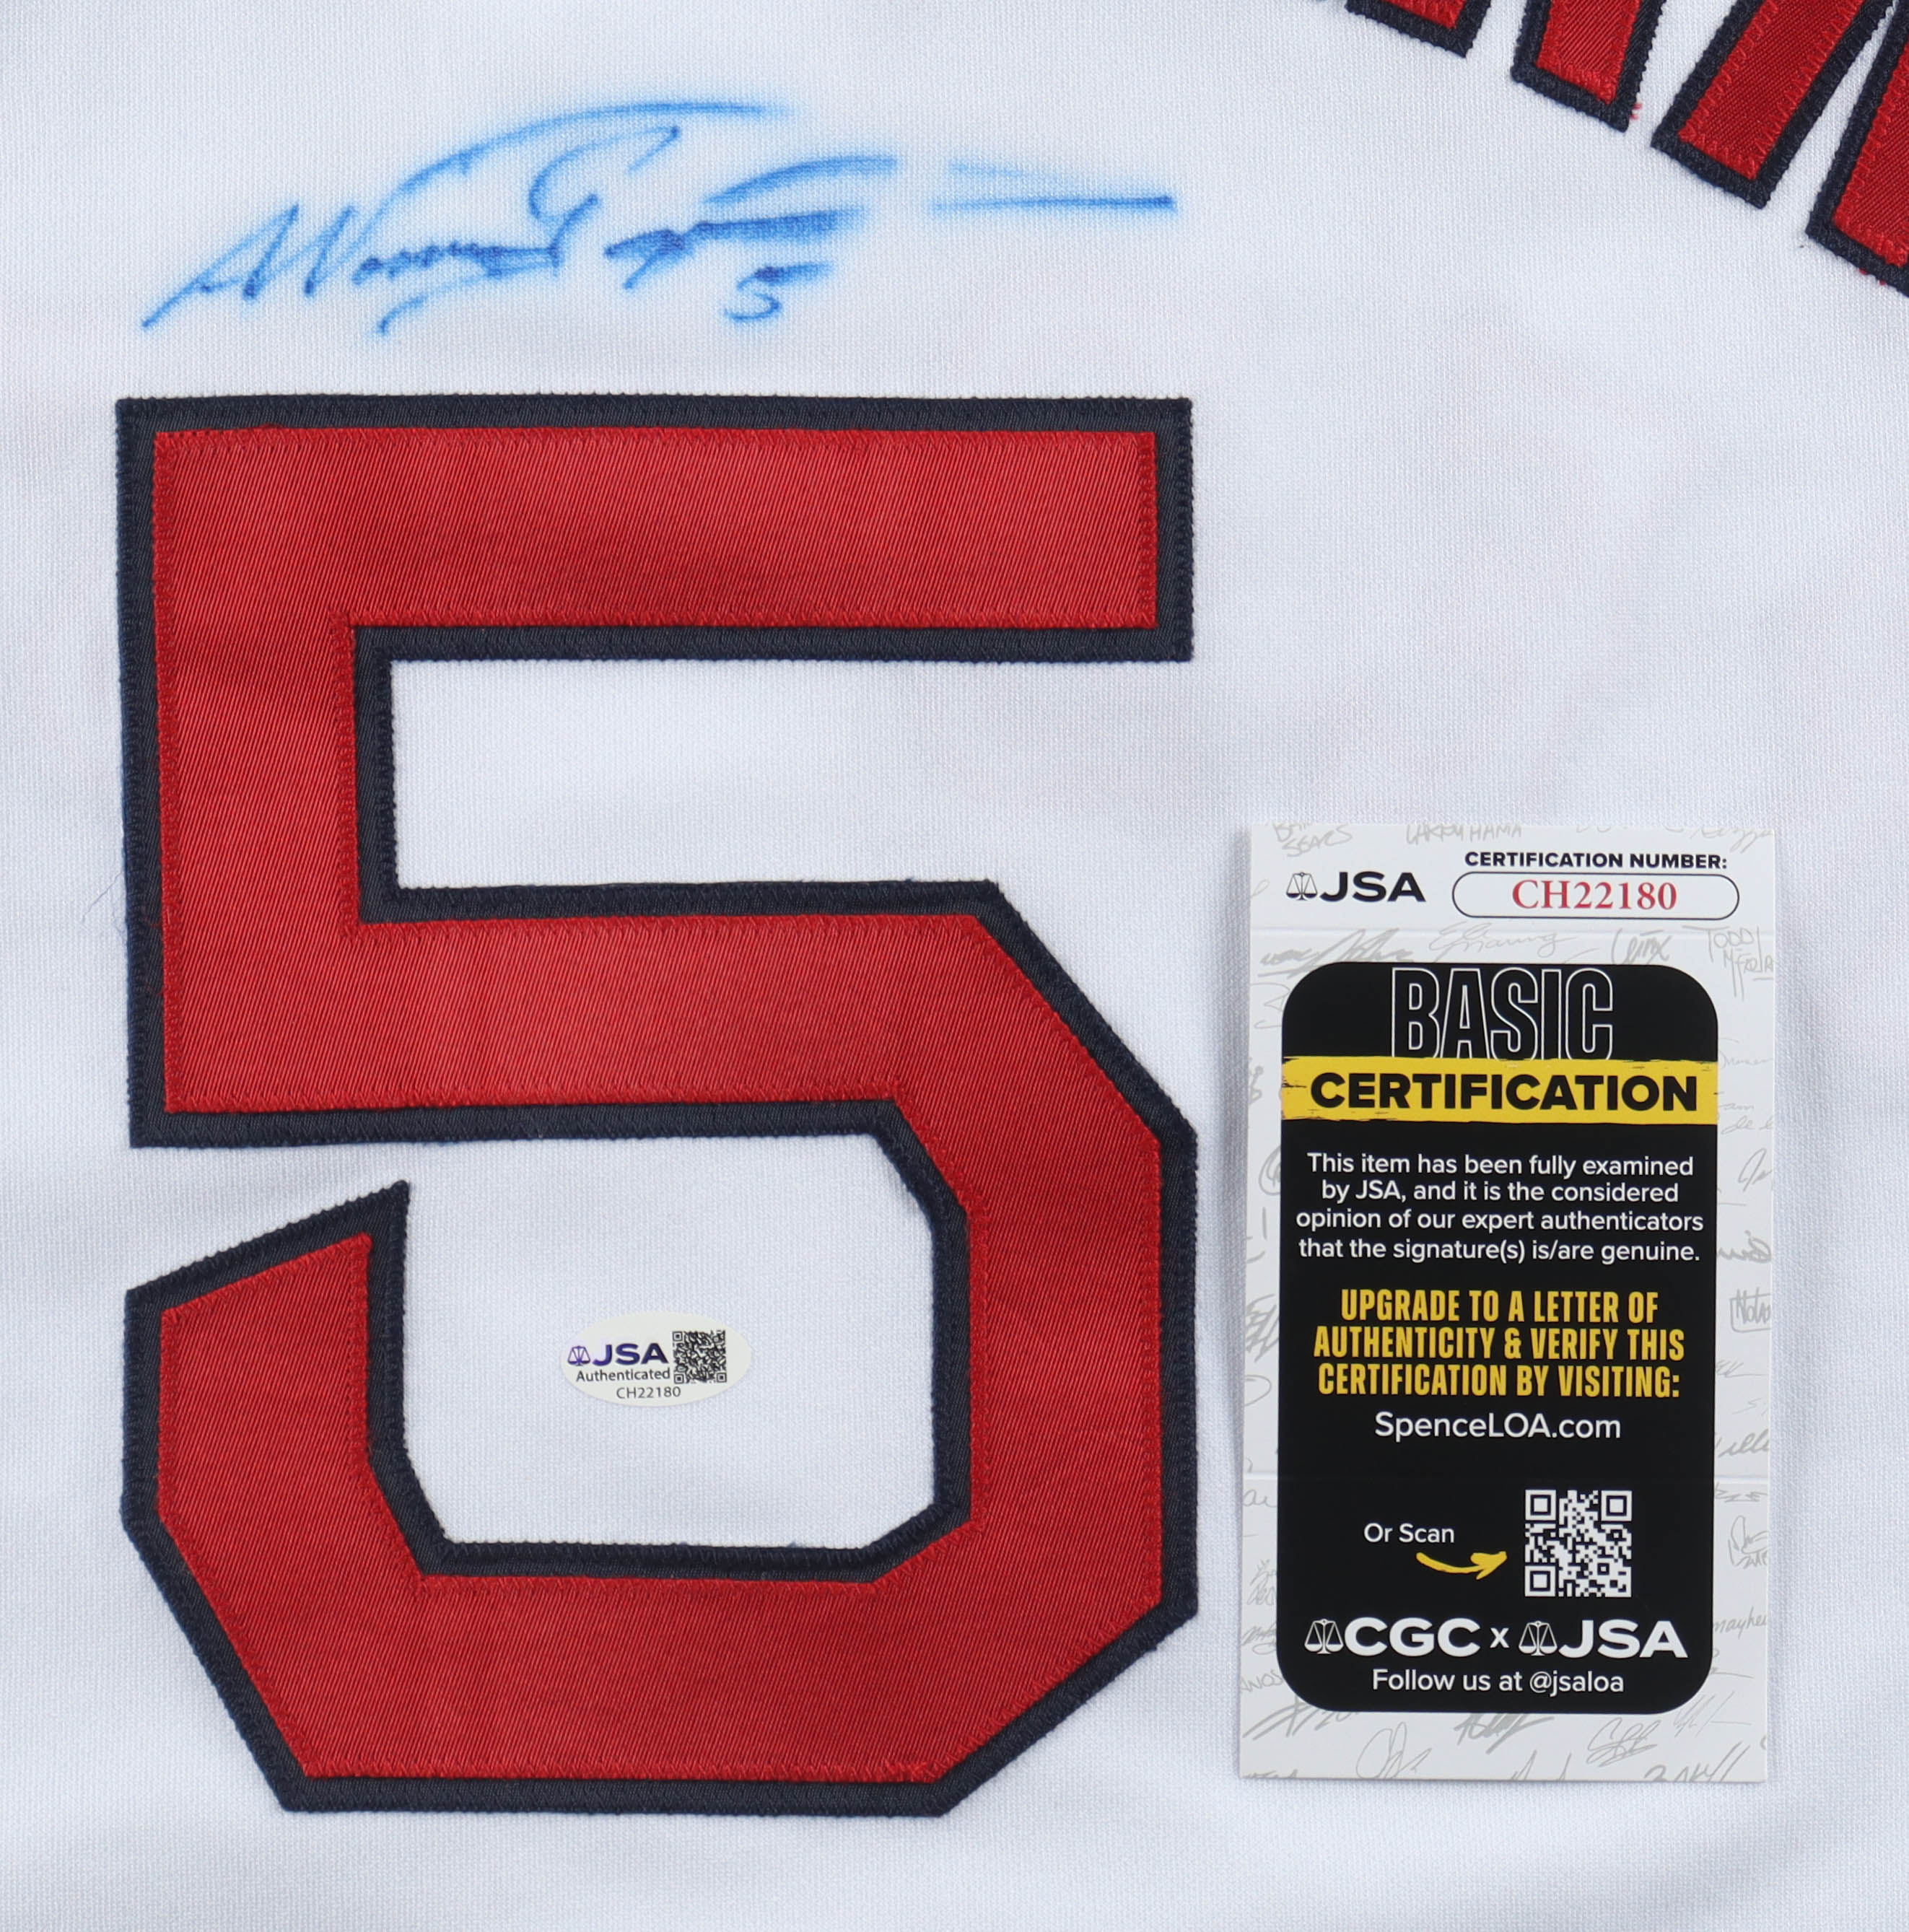 5
5
JSA
Authenticated
CH22180
JSA
CERTIFICATION NUMBER:
CH22180
BASIC
CERTIFICATION
This item has been fully examined
by JSA, and it is the considered
opinion of our expert authenticators
that the signature(s) is/are genuine.
UPGRADE TO A LETTER OF
AUTHENTICITY & VERIFY THIS
CERTIFICATION BY VISITING:
SpenceLOA.com
Or Scan
CGC x JSA
Follow us at @jsaloa